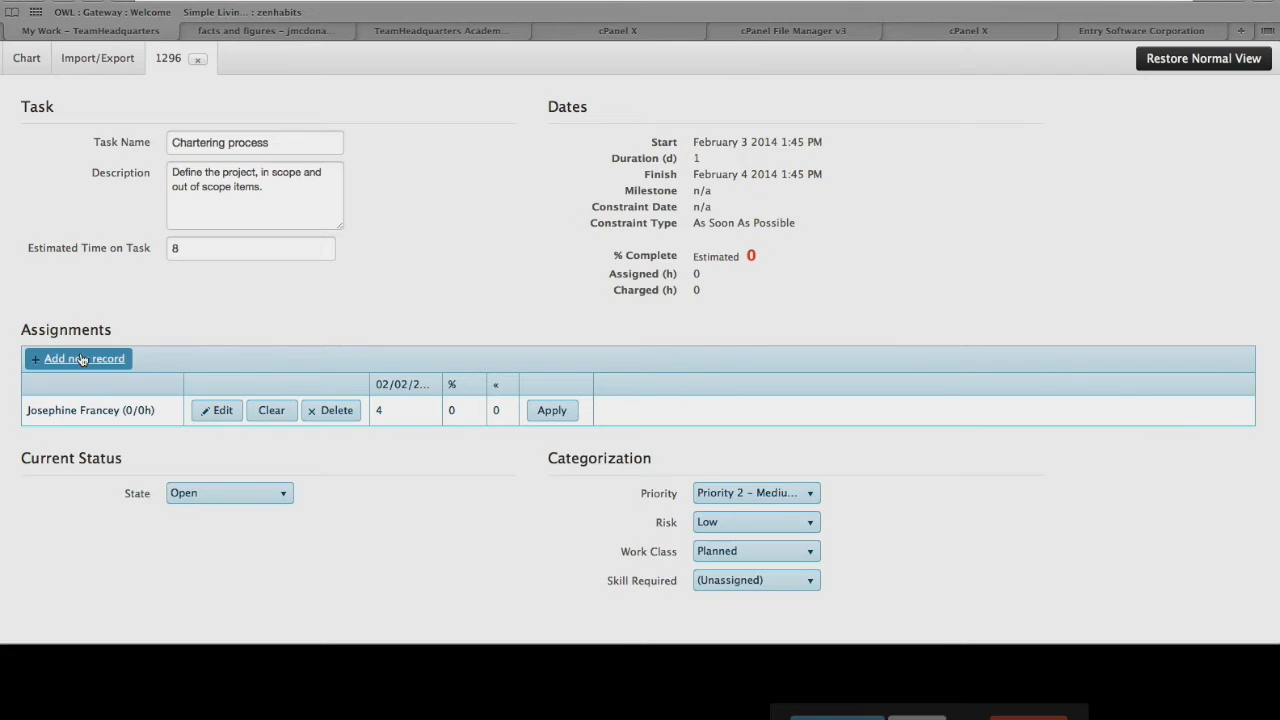 OWL : Gateway : Welcome Simple Livin... : zenhabits
My Work - TeamHeadquarters facts and figures - jmcdona... TeamHeadquarters Academ... cPanel X cPanel File Manager v3 cPanel X Entry Software Corporation +
Chart Import/Export 1296 x Restore Normal View
Task Dates
Task Name Chartering process Start February 3 2014 1:45 PM
Duration (d) 1
Description Define the project, in scope and Finish February 4 2014 1:45 PM
out of scope items. Milestone n/a
Constraint Date n/a
Constraint Type As Soon As Possible
Estimated Time on Task 8 % Complete Estimated 0
Assigned (h) 0
Charged (h) 0
Assignments
+ Add new record
02/02/2... % «
Josephine Francey (0/0h) Edit Clear x Delete 4 0 0 Apply
Current Status Categorization
State Open Priority Priority 2 - Mediu...
Risk Low
Work Class Planned
Skill Required (Unassigned)